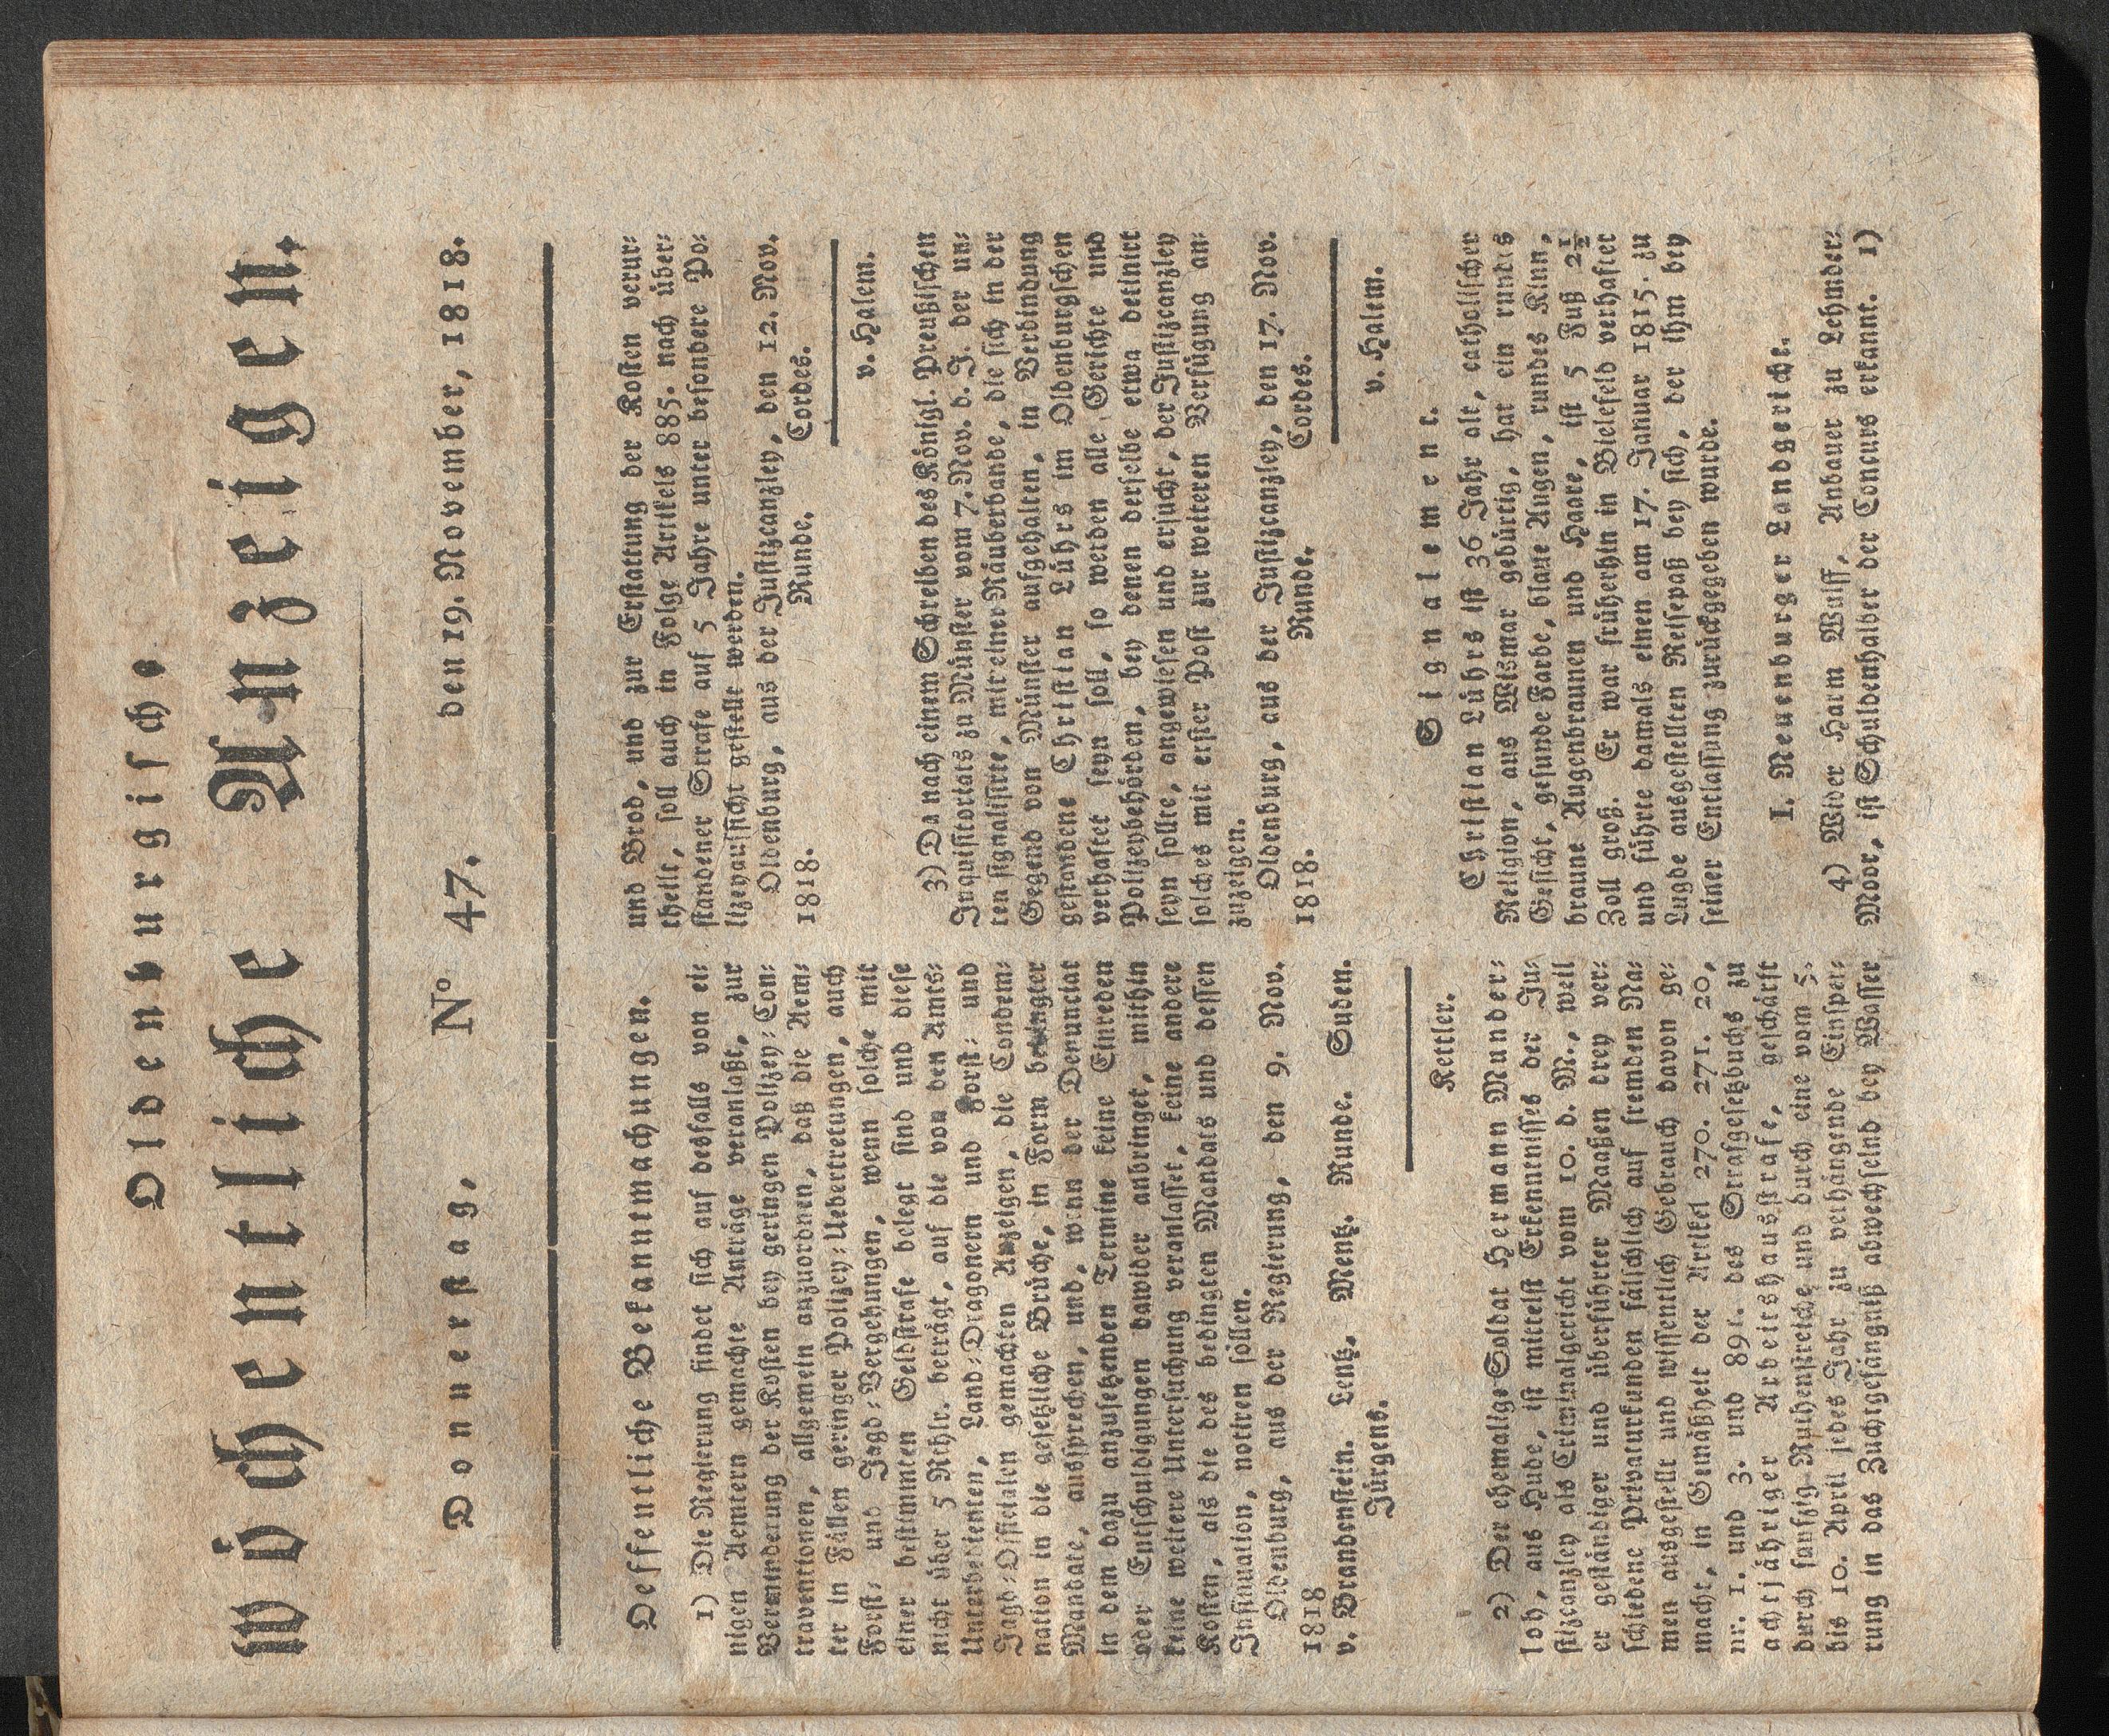 Oldenburgische
wöchentliche Anzeigen.
Donnerstag, No 47. den 19. November, 1818.
Oeffentliche Bekanntmachungen.
1) Die Regierung findet sich auf desfalls von ei-
nigen Aemtern gemachte Anträge veranlaßt, zur
Verminderung der Kosten bey geringen Polizey-Con-
traventionen, allgemein anzuordnen, daß die Aem-
ter in Fällen geringer Polizey-Uebertretungen, auch
Forst- und Jagd-Vergehungen, wenn solche mit
einer bestimmten Geldstrafe belegt sind und diese
nicht über 5 Rthlr. beträgt, auf die von den Amts-
Unterbedienten, Land-Dragonern und Forst- und
Jagd-Officialen gemachten Anzeigen, die Condem-
nation in die gesetzliche Brüche, in Form bedingter
Mandate, aussprechen, und, wenn der Denunciat
in dem dazu anzusetzenden Termine keine Einreden
oder Entschuldigungen dawider anbringet, mithin
keine weitere Untersuchung veranlasset, keine andere
Kosten, als die des bedingten Mandats und dessen
Insinuation, notiren sollen.
Oldenburg, aus der Regierung, den 9. Nov.
1818
v. Brandenstein. Lentz. Mentz. Runde. Suden.
Jürgens.
Kettler.
2) Der ehemalige Soldat Hermann Munder-
loh, aus Hude, ist mittelst Erkenntnisses der Ju-
stizcanzley als Criminalgericht vom 10. d. M., weil
er geständiger und überführter Maaßen drey ver-
schiedene Privaturkunden fälschlich auf fremden Na-
men ausgestellt und wissentlich Gebrauch davon ge-
macht, in Gemäßheit der Artikel 270. 271. 20,
nr. 1. und 3. und 891. des Strafgesetzbuchs zu
achtjähriger Arbeitshausstrafe, geschärft
durch funfzig Ruthenstreiche und durch eine vom 5.
bis 10. April jedes Jahr zu verhängende Einsper-
rung in das Zuchtgefängniß abwechselnd bey Wasser
und Brod, und zur Erstattung der Kosten verur-
theilt, soll auch in Folge Artikels 885. nach über-
standener Strafe auf 5 Jahre unter besondere Po-
lizeyaufsicht gestellt werden.
Oldenburg, aus der Justizcanzley, den 12. Nov.
1818. Runde. Cordes.
v. Halem.
3) Da nach einem Schreiben des Königl. Preußischen
Inquisitoriats zu Münster vom 7. Nov. d. J. der un-
ten signalisirte, mit einer Räuberbande, die sich in der
Gegend von Münster aufgehalten, in Verbindung
gestandene Christian Lührs im Oldenburgschen
verhaftet seyn soll, so werden alle Gerichte und
Polizeybehörden, bey denen derselbe etwa detinirt
seyn sollte, angewiesen und ersucht, der Justizcanzley
solches mit erster Post zur weiteren Verfügung an-
zuzeigen.
Oldenburg, aus der Justizcanzley, den 17. Nov.
1818. Runde. Cordes.
v. Halem.
Signalement.
Christian Lührs ist 36 Jahr alt, catholischer
Religion, aus Wismar gebürtig, hat ein rundes
Gesicht, gesunde Farbe, blaue Augen, rundes Kinn,
braune Augenbraunen und Haare, ist 5 Fuß 2½
Zoll groß. Er war früherhin in Bielefeld verhaftet
und führte damals einen am 17. Januar 1815. zu
Lügde ausgestellten Reisepaß bey sich, der ihm bey
seiner Entlassung zurückgegeben wurde.
I. Neuenburger Landgericht.
4) Wider Harm Wulff, Anbauer zu Lehmder-
Moor, ist Schuldenhalber der Concurs erkannt. 1)